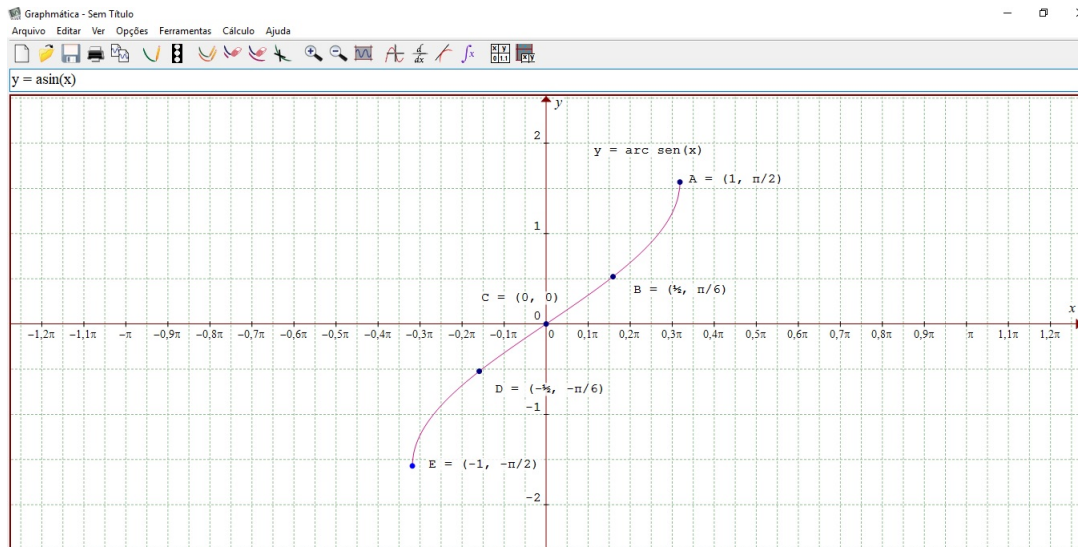 Graphmática - Sem Título
Arquivo Editar Ver Opções Ferramentas Cálculo Ajuda
y = asin(x)
y
2
y = arc sen(x)
A = (1, π/2)
1
B = (½, π/6)
C = (0, 0)
0
x
-1,2π -1,1π -π -0,9π -0,8π -0,7π -0,6π -0,5π -0,4π -0,3π -0,2π -0,1π 0 0,1π 0,2π 0,3π 0,4π 0,5π 0,6π 0,7π 0,8π 0,9π π 1,1π 1,2π
D = (-½, -π/6)
-1
E = (-1, -π/2)
-2